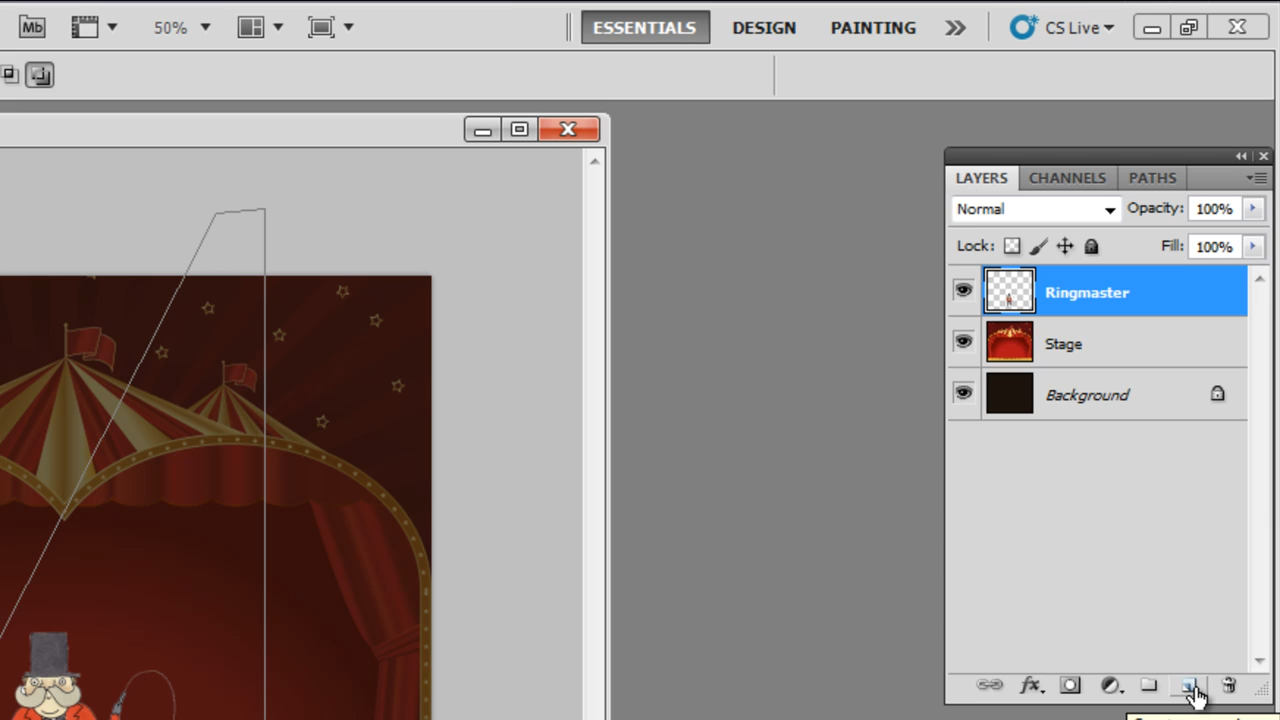 Mb 50% ESSENTIALS DESIGN PAINTING CS Live
LAYERS CHANNELS PATHS
Normal Opacity: 100%
Lock: Fill: 100%
Ringmaster
Stage
Background
fx